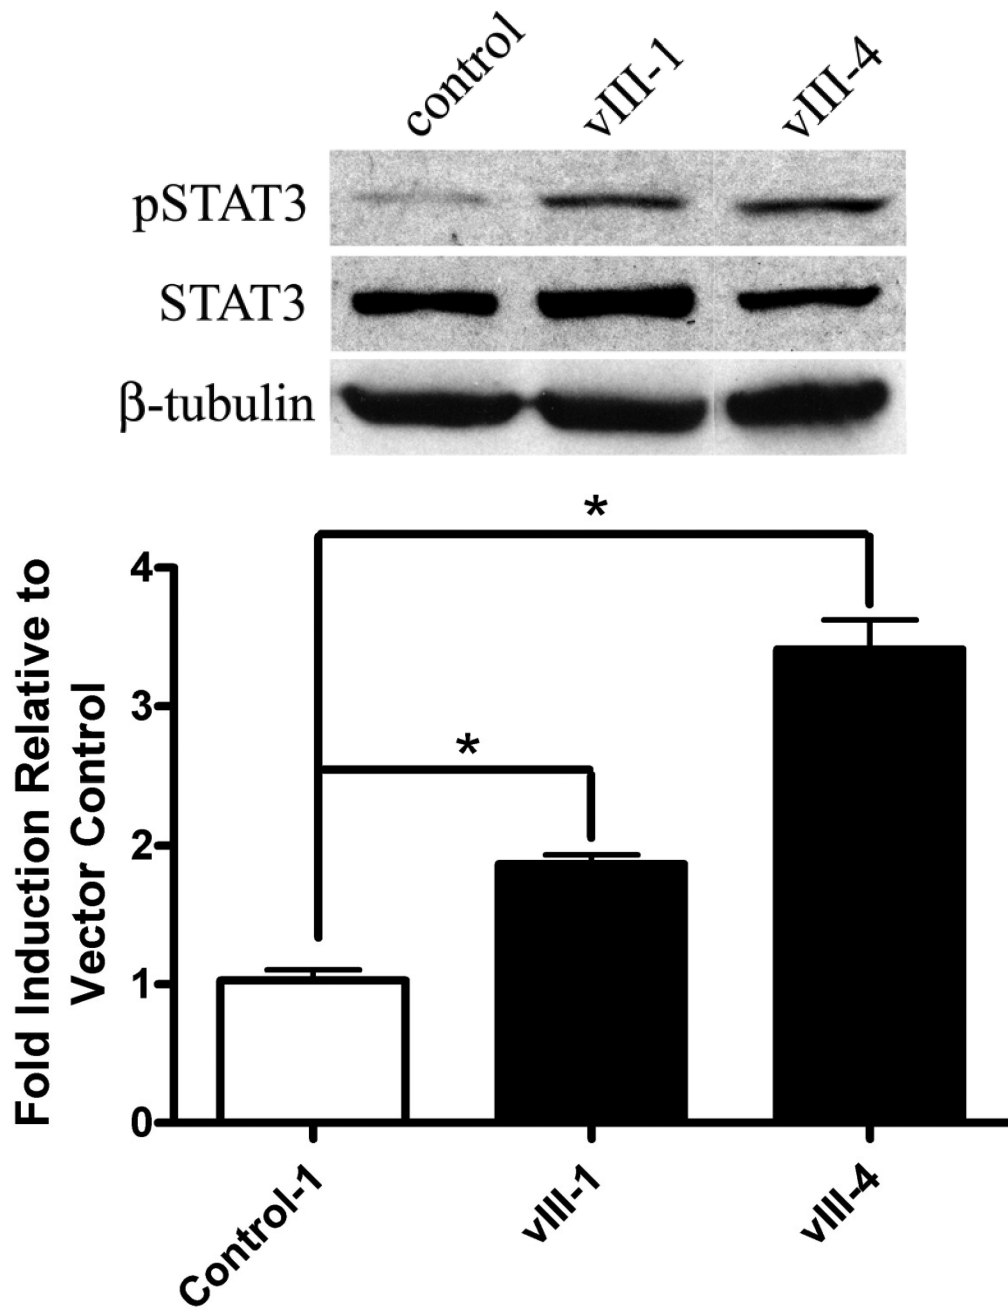 control vIII-1 vIII-4
pSTAT3
STAT3
β-tubulin
*
4
3
2
1
0
*
Fold Induction Relative to
Vector Control
Control-1 vIII-1 vIII-4